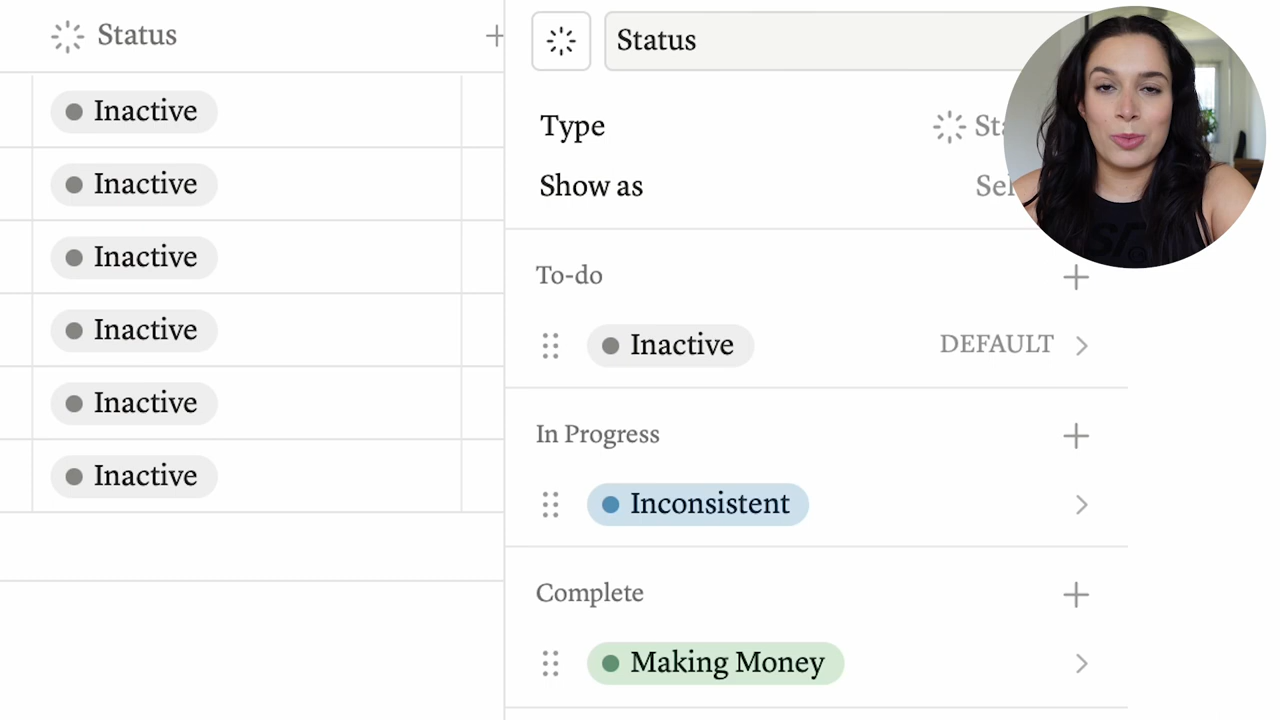 Status
Inactive
Inactive
Inactive
Inactive
Inactive
Inactive
Status
Type
Show as
To-do
Inactive DEFAULT
In Progress
Inconsistent
Complete
Making Money